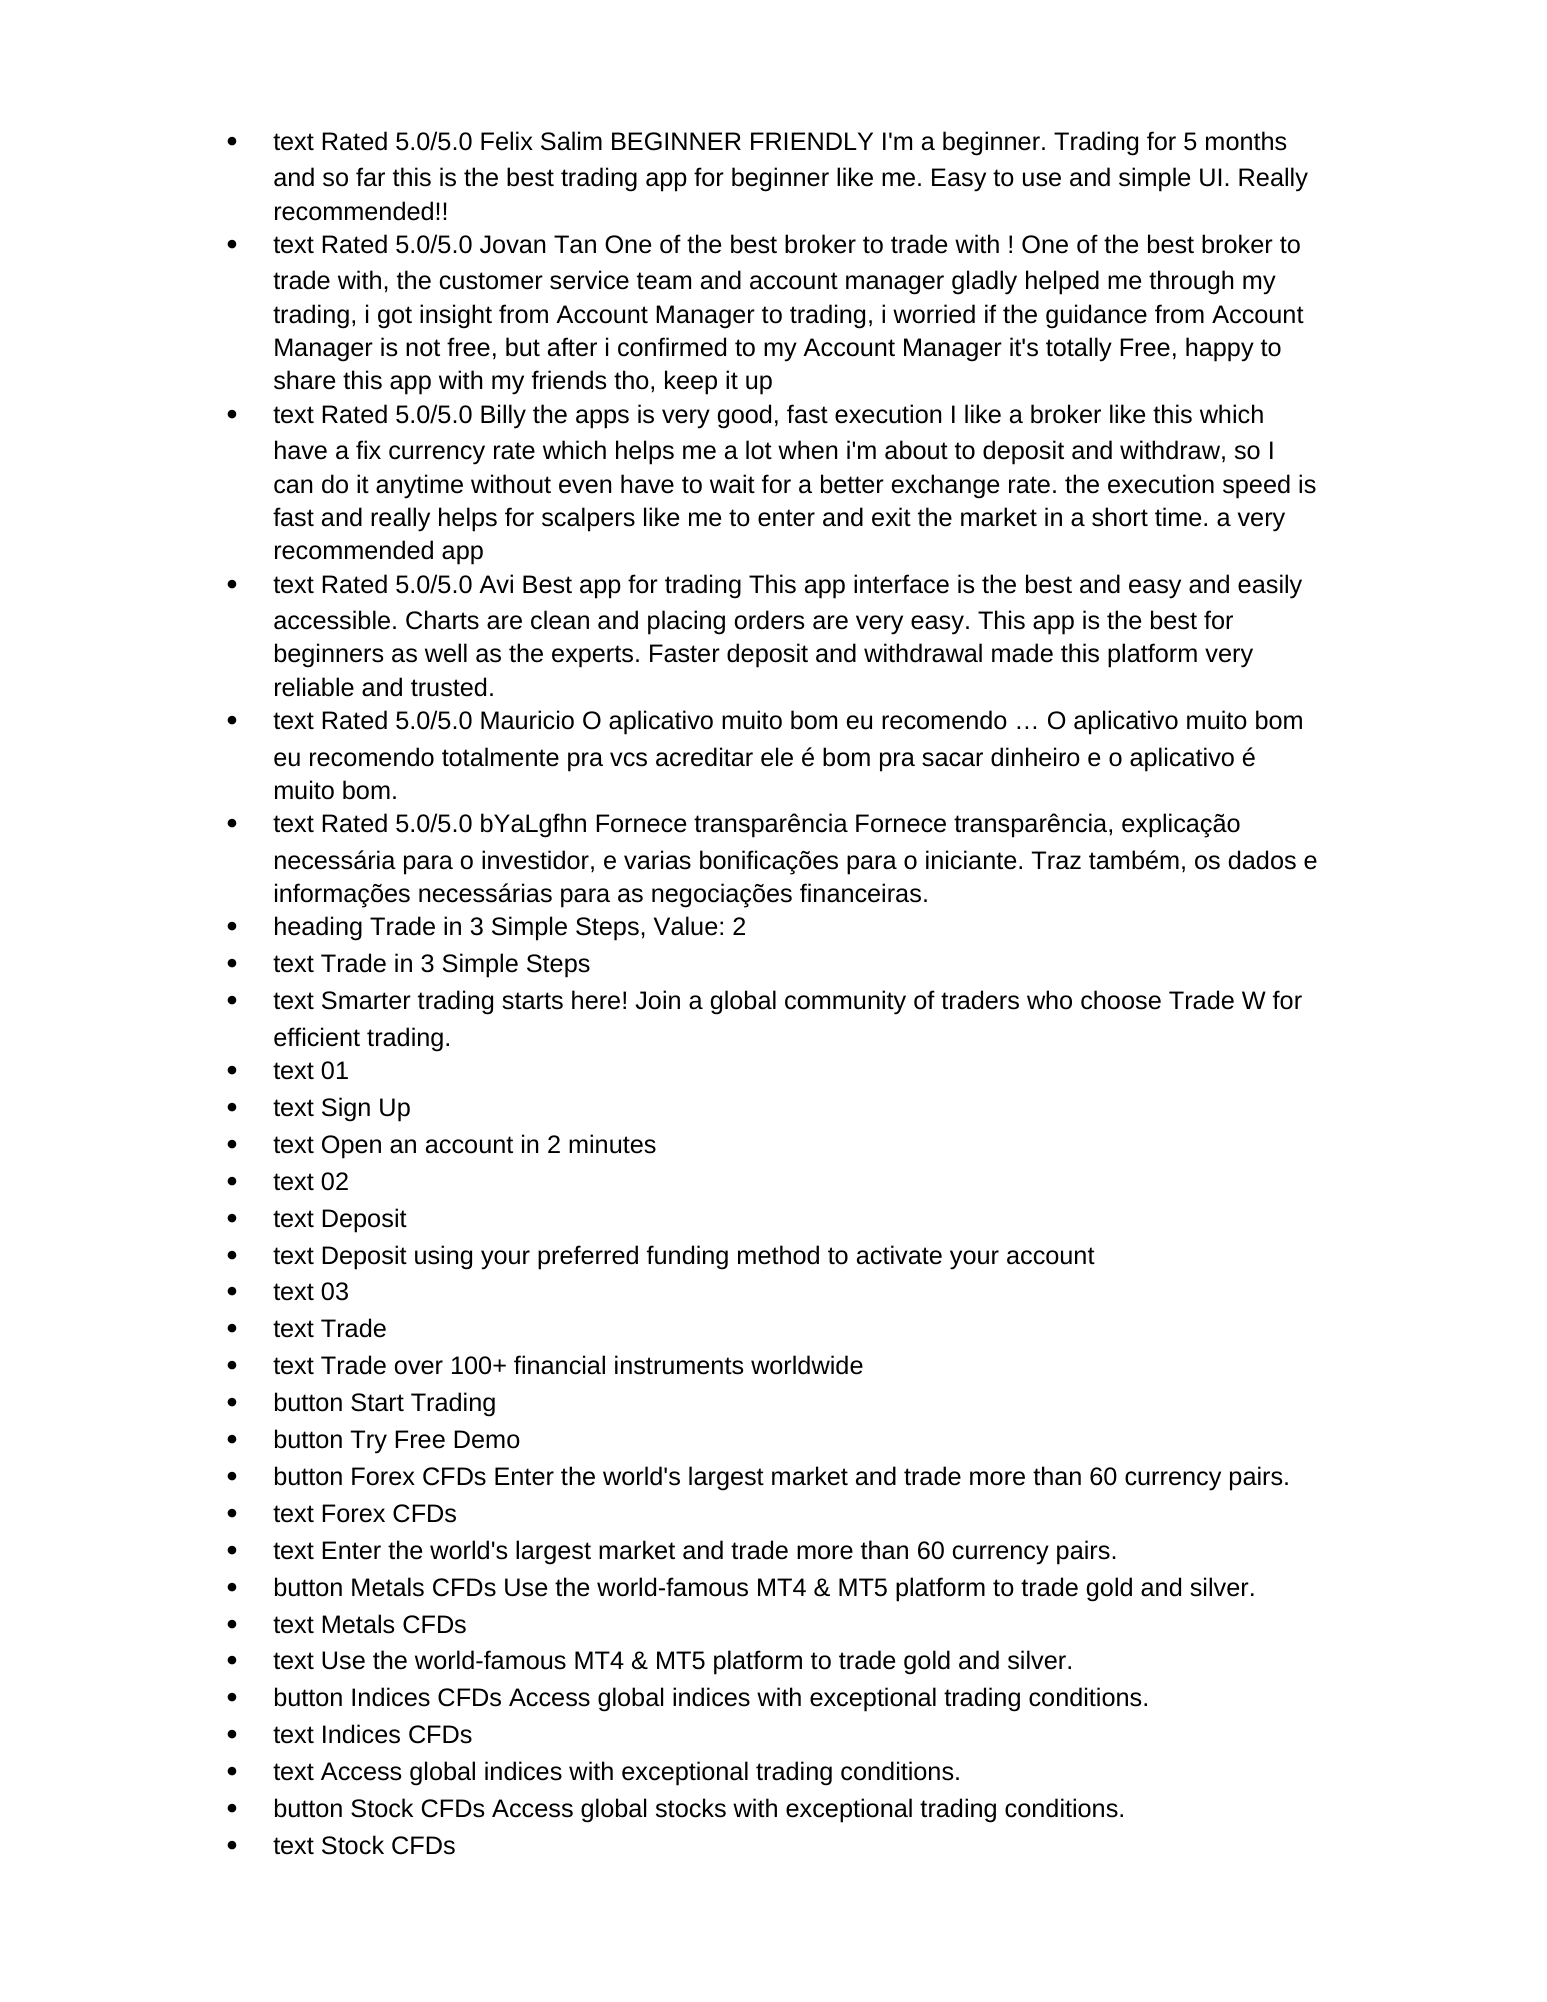 • text Rated 5.0/5.0 Felix Salim BEGINNER FRIENDLY I'm a beginner. Trading for 5 months
and so far this is the best trading app for beginner like me. Easy to use and simple UI. Really
recommended!!
• text Rated 5.0/5.0 Jovan Tan One of the best broker to trade with ! One of the best broker to
trade with, the customer service team and account manager gladly helped me through my
trading, i got insight from Account Manager to trading, i worried if the guidance from Account
Manager is not free, but after i confirmed to my Account Manager it's totally Free, happy to
share this app with my friends tho, keep it up
• text Rated 5.0/5.0 Billy the apps is very good, fast execution I like a broker like this which
have a fix currency rate which helps me a lot when i'm about to deposit and withdraw, so I
can do it anytime without even have to wait for a better exchange rate. the execution speed is
fast and really helps for scalpers like me to enter and exit the market in a short time. a very
recommended app
• text Rated 5.0/5.0 Avi Best app for trading This app interface is the best and easy and easily
accessible. Charts are clean and placing orders are very easy. This app is the best for
beginners as well as the experts. Faster deposit and withdrawal made this platform very
reliable and trusted.
• text Rated 5.0/5.0 Mauricio O aplicativo muito bom eu recomendo … O aplicativo muito bom
eu recomendo totalmente pra vcs acreditar ele é bom pra sacar dinheiro e o aplicativo é
muito bom.
• text Rated 5.0/5.0 bYaLgfhn Fornece transparência Fornece transparência, explicação
necessária para o investidor, e varias bonificações para o iniciante. Traz também, os dados e
informações necessárias para as negociações financeiras.
• heading Trade in 3 Simple Steps, Value: 2
• text Trade in 3 Simple Steps
• text Smarter trading starts here! Join a global community of traders who choose Trade W for
efficient trading.
• text 01
• text Sign Up
• text Open an account in 2 minutes
• text 02
• text Deposit
• text Deposit using your preferred funding method to activate your account
• text 03
• text Trade
• text Trade over 100+ financial instruments worldwide
• button Start Trading
• button Try Free Demo
• button Forex CFDs Enter the world's largest market and trade more than 60 currency pairs.
• text Forex CFDs
• text Enter the world's largest market and trade more than 60 currency pairs.
• button Metals CFDs Use the world-famous MT4 & MT5 platform to trade gold and silver.
• text Metals CFDs
• text Use the world-famous MT4 & MT5 platform to trade gold and silver.
• button Indices CFDs Access global indices with exceptional trading conditions.
• text Indices CFDs
• text Access global indices with exceptional trading conditions.
• button Stock CFDs Access global stocks with exceptional trading conditions.
• text Stock CFDs